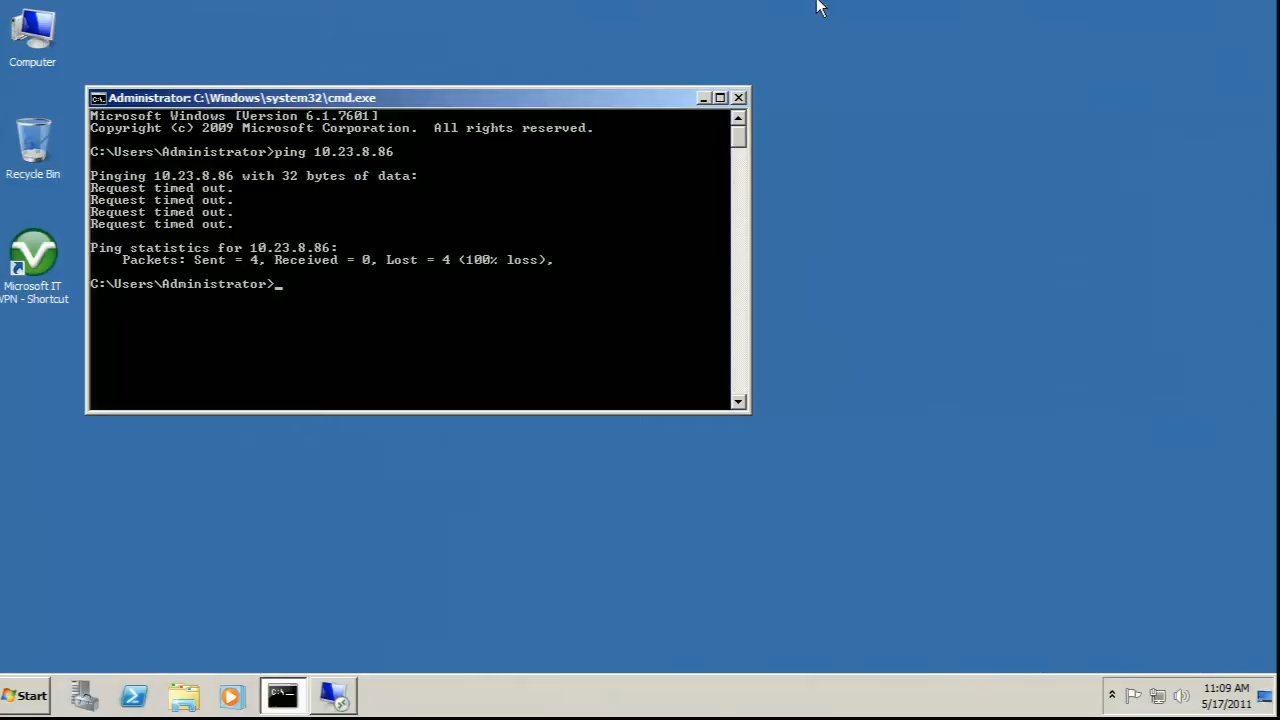 Computer
Recycle Bin
Microsoft IT
VPN - Shortcut
Administrator: C:\Windows\system32\cmd.exe
Microsoft Windows [Version 6.1.7601]
Copyright (c) 2009 Microsoft Corporation.  All rights reserved.
C:\Users\Administrator>ping 10.23.8.86
Pinging 10.23.8.86 with 32 bytes of data:
Request timed out.
Request timed out.
Request timed out.
Request timed out.
Ping statistics for 10.23.8.86:
    Packets: Sent = 4, Received = 0, Lost = 4 (100% loss),
C:\Users\Administrator>_
Start
11:09 AM
5/17/2011